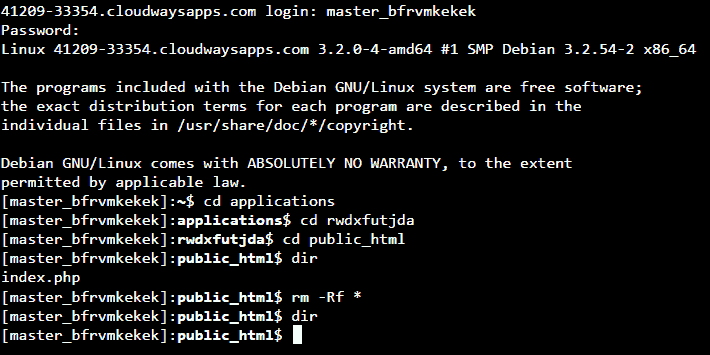 41209-33354.cloudwaysapps.com login: master_bfrvmkekek
Password:
Linux 41209-33354.cloudwaysapps.com 3.2.0-4-amd64 #1 SMP Debian 3.2.54-2 x86_64
The programs included with the Debian GNU/Linux system are free software;
the exact distribution terms for each program are described in the
individual files in /usr/share/doc/*/copyright.
Debian GNU/Linux comes with ABSOLUTELY NO WARRANTY, to the extent
permitted by applicable law.
[master_bfrvmkekek]:~$ cd applications
[master_bfrvmkekek]:applications$ cd rwdxfutjda
[master_bfrvmkekek]:rwdxfutjda$ cd public_html
[master_bfrvmkekek]:public_html$ dir
index.php
[master_bfrvmkekek]:public_html$ rm -Rf *
[master_bfrvmkekek]:public_html$ dir
[master_bfrvmkekek]:public_html$